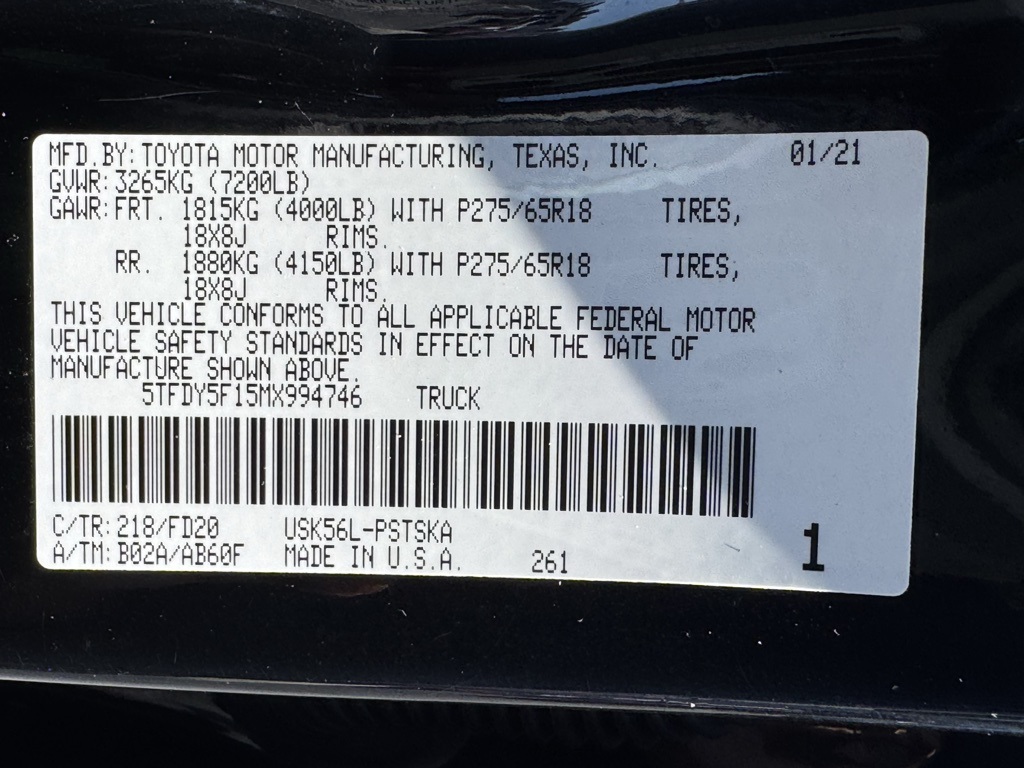 MFD.BY:TOYOTA MOTOR MANUFACTURING, TEXAS, INC. 01/21
GVWR:3265KG (7200LB)
GAWR:FRT. 1815KG (4000LB) WITH P275/65R18 TIRES,
18X8J RIMS.
RR. 1880KG (4150LB) WITH P275/65R18 TIRES,
18X8J RIMS.
THIS VEHICLE CONFORMS TO ALL APPLICABLE FEDERAL MOTOR
VEHICLE SAFETY STANDARDS IN EFFECT ON THE DATE OF
MANUFACTURE SHOWN ABOVE.
5TFDY5F15MX994746 TRUCK
C/TR:218/FD20 USK56L-PSTSKA
A/TM:B02A/AB60F MADE IN U.S.A. 261 1